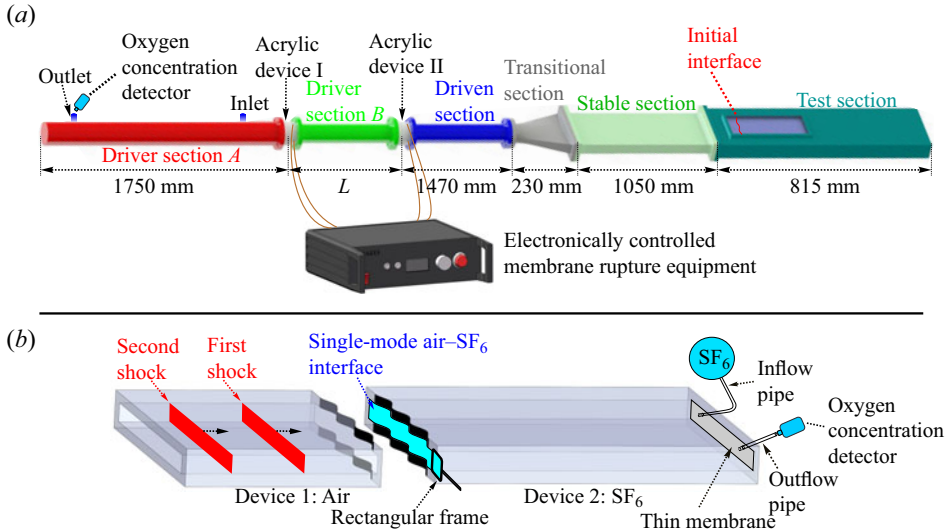 (a)
Outlet
Oxygen
concentration
detector
Inlet
Acrylic
device I
Acrylic
device II
Driver
section B
Driven
section
Transitional
section
Stable section
Initial
interface
Test section
Driver section A
1750 mm
L
1470 mm
230 mm
1050 mm
815 mm
Electronically controlled
membrane rupture equipment
(b)
Second
shock
First
shock
Single-mode air–SF6
interface
SF6
Inflow
pipe
Oxygen
concentration
detector
Outflow
pipe
Thin membrane
Device 1: Air
Rectangular frame
Device 2: SF6